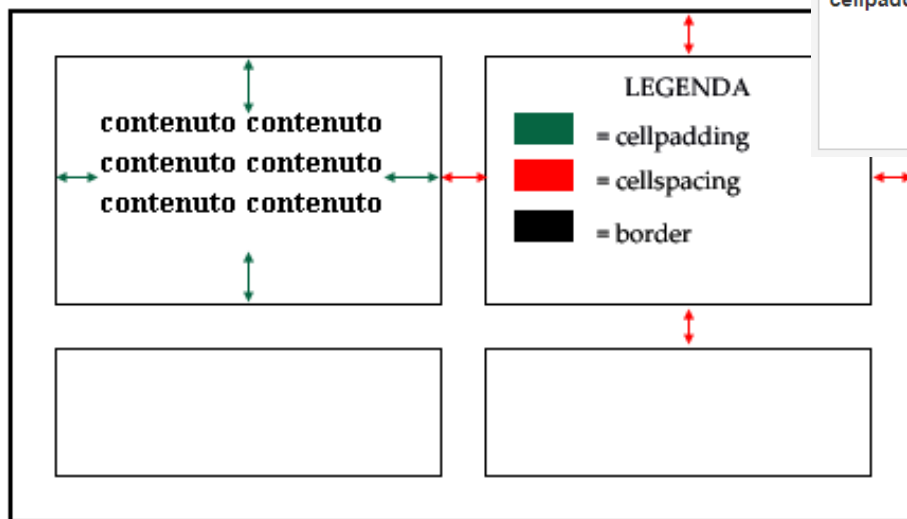 contenuto contenuto
contenuto contenuto
contenuto contenuto
LEGENDA
= cellpadding
= cellspacing
= border